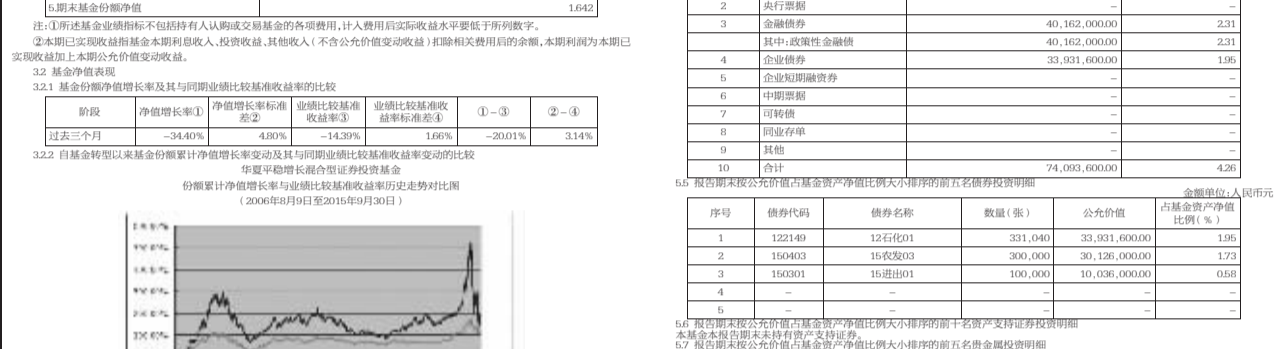 5.期末基金份额净值 1.642
注:①所述基金业绩指标不包括持有人认购或交易基金的各项费用,计入费用后实际收益水平要低于所列数字。
②本期已实现收益指基金本期利息收入、投资收益、其他收入(不含公允价值变动收益)扣除相关费用后的余额,本期利润为本期已
实现收益加上本期公允价值变动收益。
3.2 基金净值表现
3.2.1 基金份额净值增长率及其与同期业绩比较基准收益率的比较
阶段 净值增长率① 净值增长率标准差② 业绩比较基准收益率③ 业绩比较基准收益率标准差④ ①-③ ②-④
过去三个月 -34.40% 4.80% -14.39% 1.66% -20.01% 3.14%
3.2.2 自基金转型以来基金份额累计净值增长率变动及其与同期业绩比较基准收益率变动的比较
华夏平稳增长混合型证券投资基金
份额累计净值增长率与业绩比较基准收益率历史走势对比图
(2006年8月9日至2015年9月30日)
2 央行票据 - -
3 金融债券 40,162,000.00 2.31
其中:政策性金融债 40,162,000.00 2.31
4 企业债券 33,931,600.00 1.95
5 企业短期融资券 - -
6 中期票据 - -
7 可转债 - -
8 同业存单 - -
9 其他 - -
10 合计 74,093,600.00 4.26
5.5 报告期末按公允价值占基金资产净值比例大小排序的前五名债券投资明细
金额单位:人民币元
序号 债券代码 债券名称 数量(张) 公允价值 占基金资产净值比例(%)
1 122149 12石化01 331,040 33,931,600.00 1.95
2 150403 15农发03 300,000 30,126,000.00 1.73
3 150301 15进出01 100,000 10,036,000.00 0.58
4 - - - - -
5 - - - - -
5.6 报告期末按公允价值占基金资产净值比例大小排序的前十名资产支持证券投资明细
本基金本报告期末未持有资产支持证券。
5.7 报告期末按公允价值占基金资产净值比例大小排序的前五名贵金属投资明细